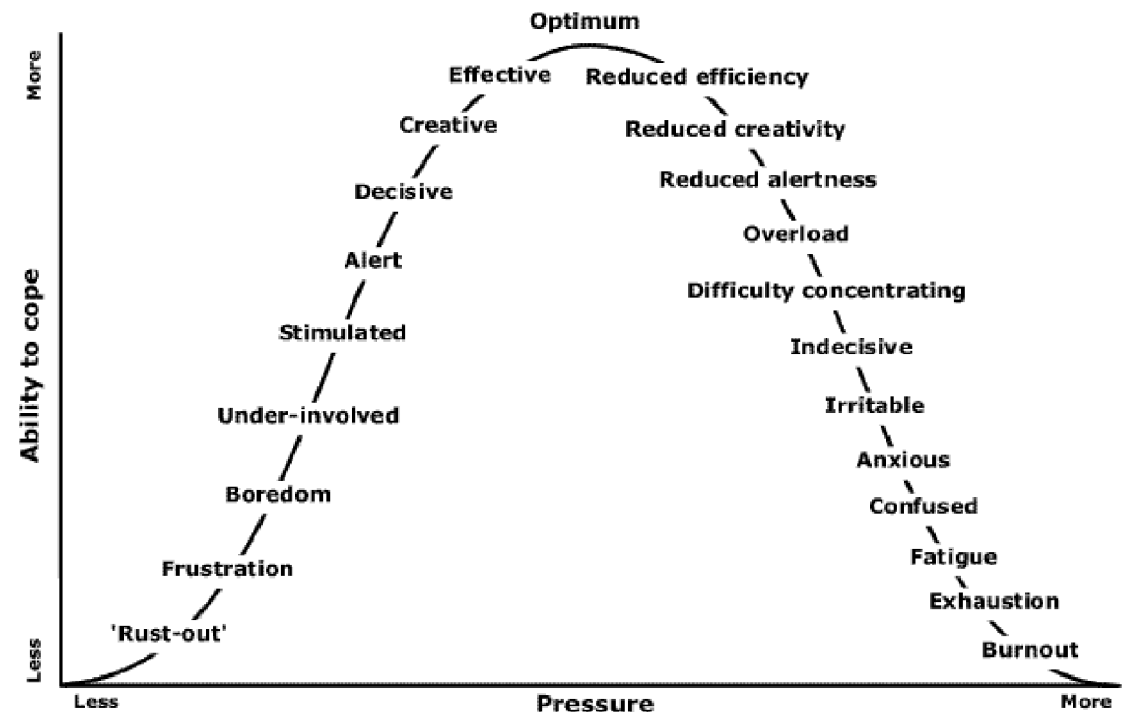 Optimum
More
Effective
Reduced efficiency
Creative
Reduced creativity
Decisive
Reduced alertness
Overload
Alert
Difficulty concentrating
Stimulated
Indecisive
Ability to cope
Under-involved
Irritable
Anxious
Boredom
Confused
Frustration
Fatigue
Exhaustion
'Rust-out'
Burnout
Less
Less
Pressure
More